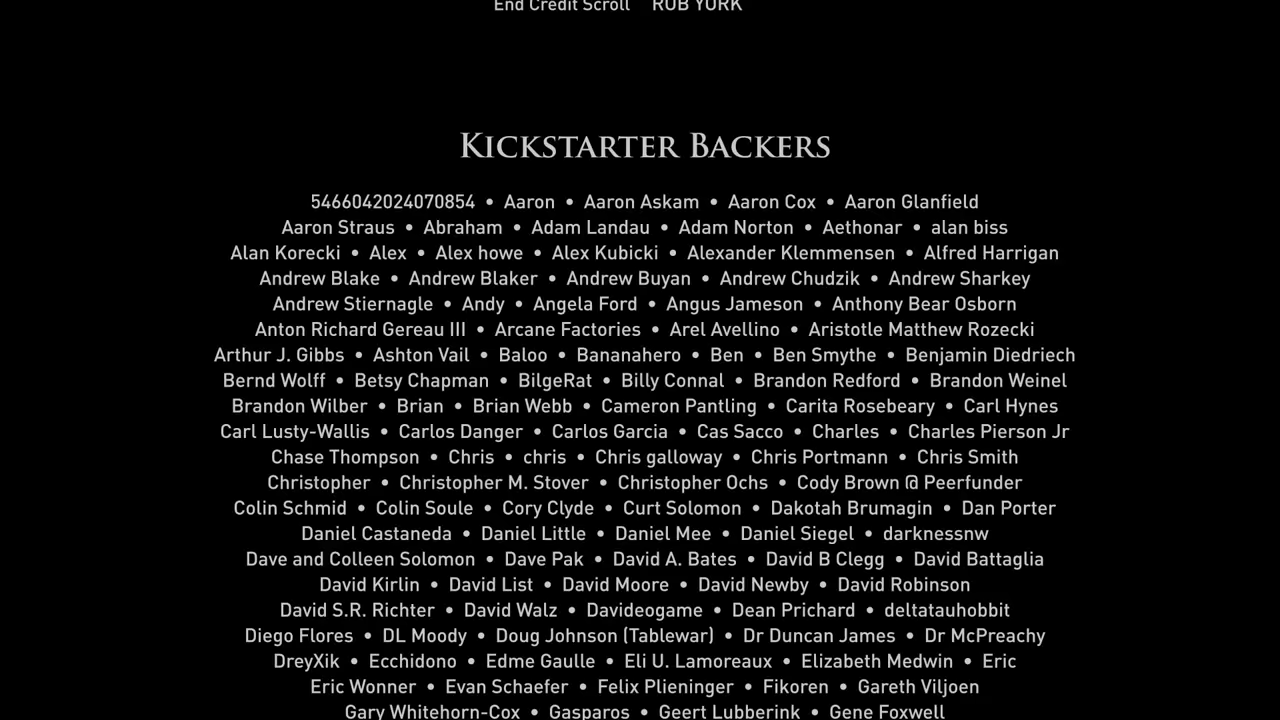 End Credit Scroll ROB YORK
Kickstarter Backers
5466042024070854 • Aaron • Aaron Askam • Aaron Cox • Aaron Glanfield
Aaron Straus • Abraham • Adam Landau • Adam Norton • Aethonar • alan biss
Alan Korecki • Alex • Alex howe • Alex Kubicki • Alexander Klemmensen • Alfred Harrigan
Andrew Blake • Andrew Blaker • Andrew Buyan • Andrew Chudzik • Andrew Sharkey
Andrew Stiernagle • Andy • Angela Ford • Angus Jameson • Anthony Bear Osborn
Anton Richard Gereau III • Arcane Factories • Arel Avellino • Aristotle Matthew Rozecki
Arthur J. Gibbs • Ashton Vail • Baloo • Bananahero • Ben • Ben Smythe • Benjamin Diedriech
Bernd Wolff • Betsy Chapman • BilgeRat • Billy Connal • Brandon Redford • Brandon Weinel
Brandon Wilber • Brian • Brian Webb • Cameron Pantling • Carita Rosebeary • Carl Hynes
Carl Lusty-Wallis • Carlos Danger • Carlos Garcia • Cas Sacco • Charles • Charles Pierson Jr
Chase Thompson • Chris • chris • Chris galloway • Chris Portmann • Chris Smith
Christopher • Christopher M. Stover • Christopher Ochs • Cody Brown @ Peerfunder
Colin Schmid • Colin Soule • Cory Clyde • Curt Solomon • Dakotah Brumagin • Dan Porter
Daniel Castaneda • Daniel Little • Daniel Mee • Daniel Siegel • darknessnw
Dave and Colleen Solomon • Dave Pak • David A. Bates • David B Clegg • David Battaglia
David Kirlin • David List • David Moore • David Newby • David Robinson
David S.R. Richter • David Walz • Davideogame • Dean Prichard • deltatauhobbit
Diego Flores • DL Moody • Doug Johnson (Tablewar) • Dr Duncan James • Dr McPreachy
DreyXik • Ecchidono • Edme Gaulle • Eli U. Lamoreaux • Elizabeth Medwin • Eric
Eric Wonner • Evan Schaefer • Felix Plieninger • Fikoren • Gareth Viljoen
Gary Whitehorn-Cox • Gasparos • Geert Lubberink • Gene Foxwell